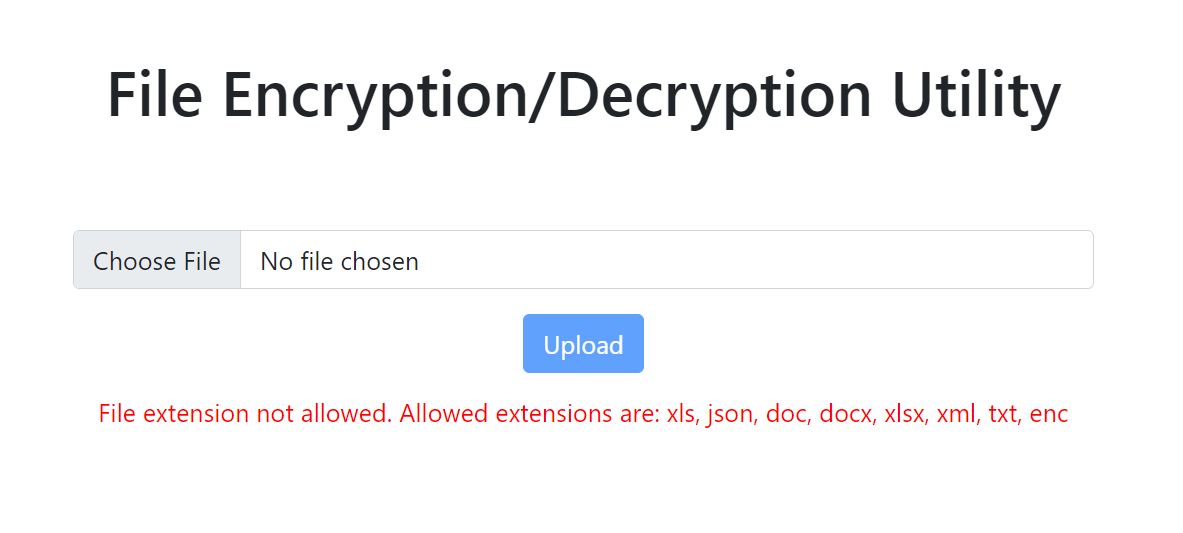 File Encryption/Decryption Utility
Choose File No file chosen
Upload
File extension not allowed. Allowed extensions are: xls, json, doc, docx, xlsx, xml, txt, enc